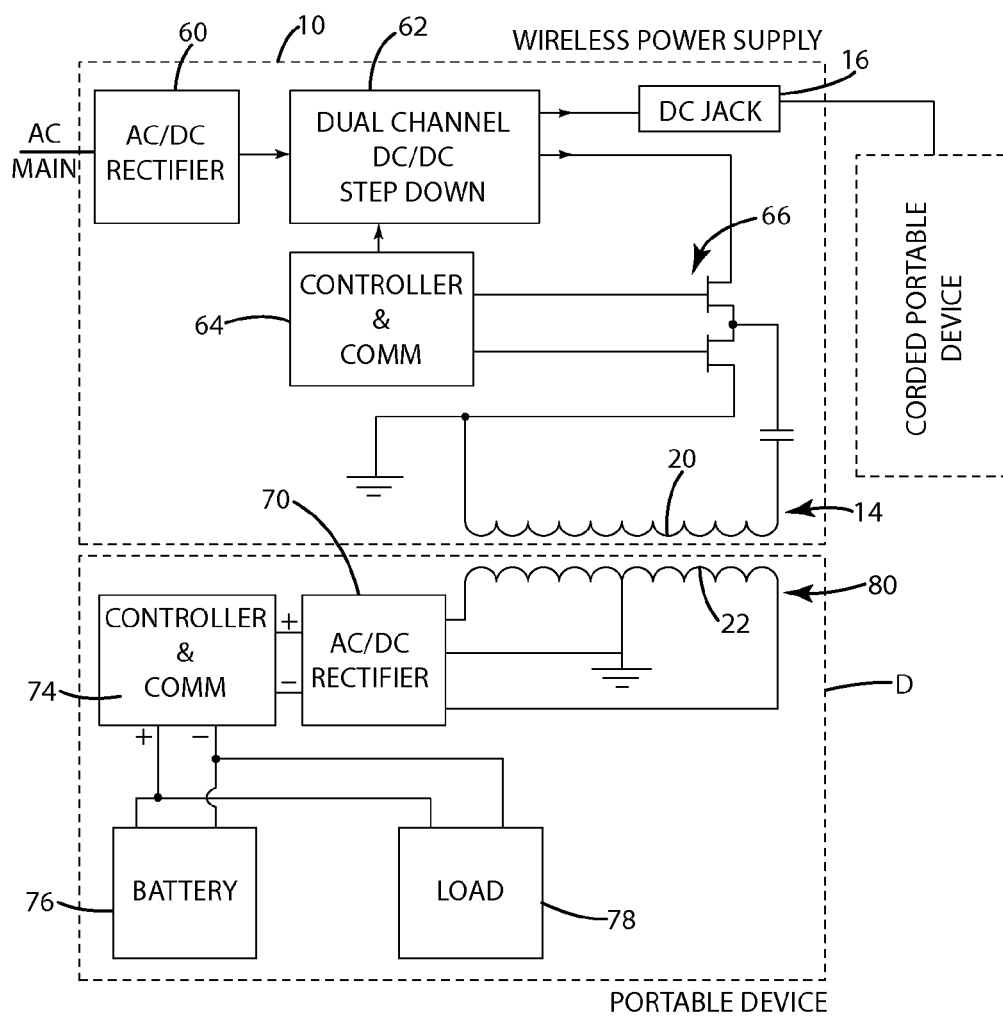 10
62
60
WIRELESS POWER SUPPLY
16
AC
MAIN
AC/DC
RECTIFIER
DUAL CHANNEL
DC/DC
STEP DOWN
DC JACK
66
CONTROLLER
&
COMM
64
CORDED PORTABLE
DEVICE
20
14
70
80
22
CONTROLLER
&
COMM
+
−
AC/DC
RECTIFIER
74
D
+
−
BATTERY
LOAD
76
78
PORTABLE DEVICE